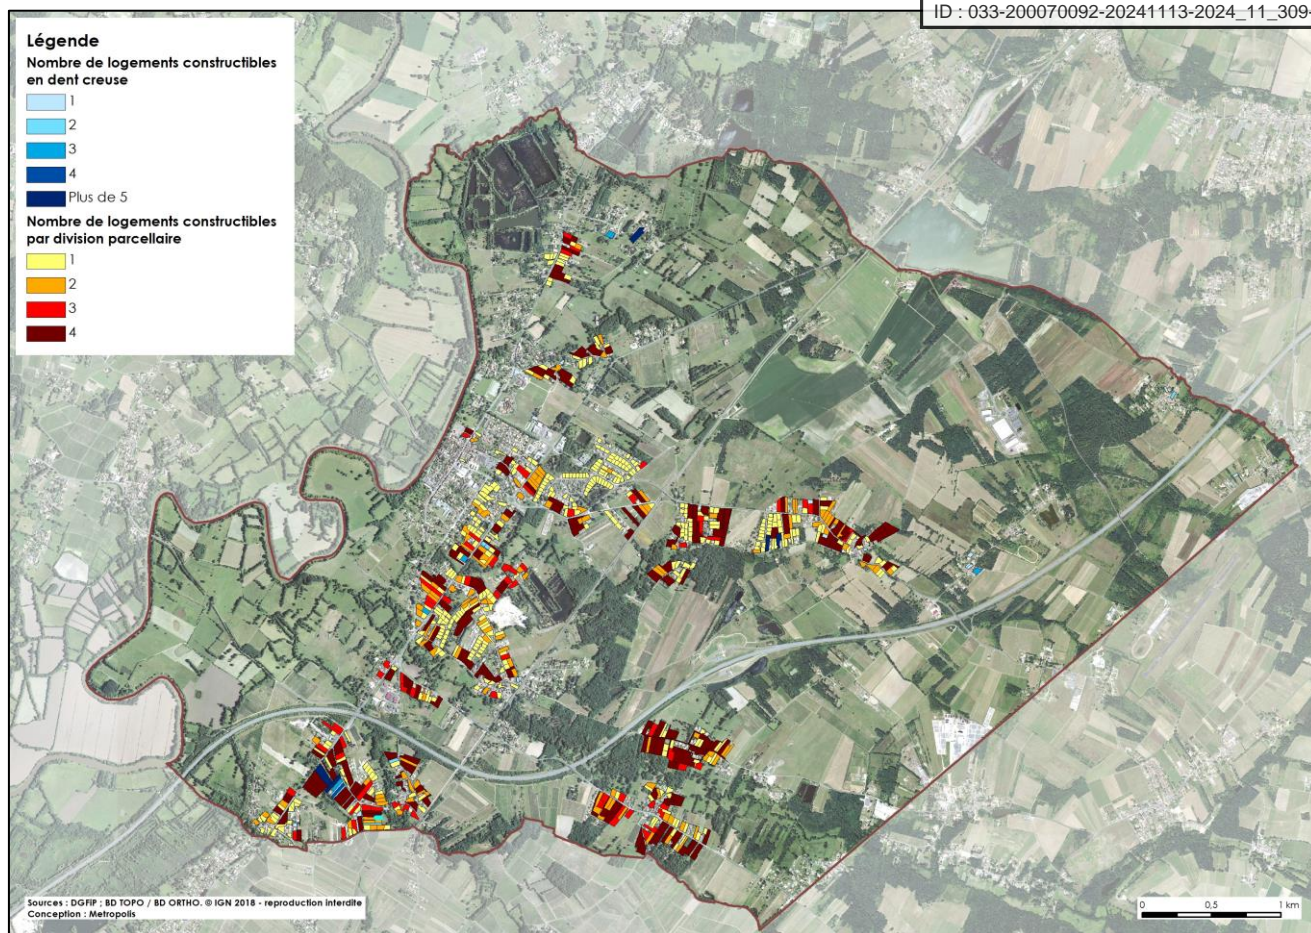 ID : 033-200070092-20241113-2024_11_309-
Légende
Nombre de logements constructibles
en dent creuse
1
2
3
4
Plus de 5
Nombre de logements constructibles
par division parcellaire
1
2
3
4
Sources : DGFiP ; BD TOPO / BD ORTHO. © IGN 2018 - reproduction interdite
Conception : Metropolis
0 0,5 1 km